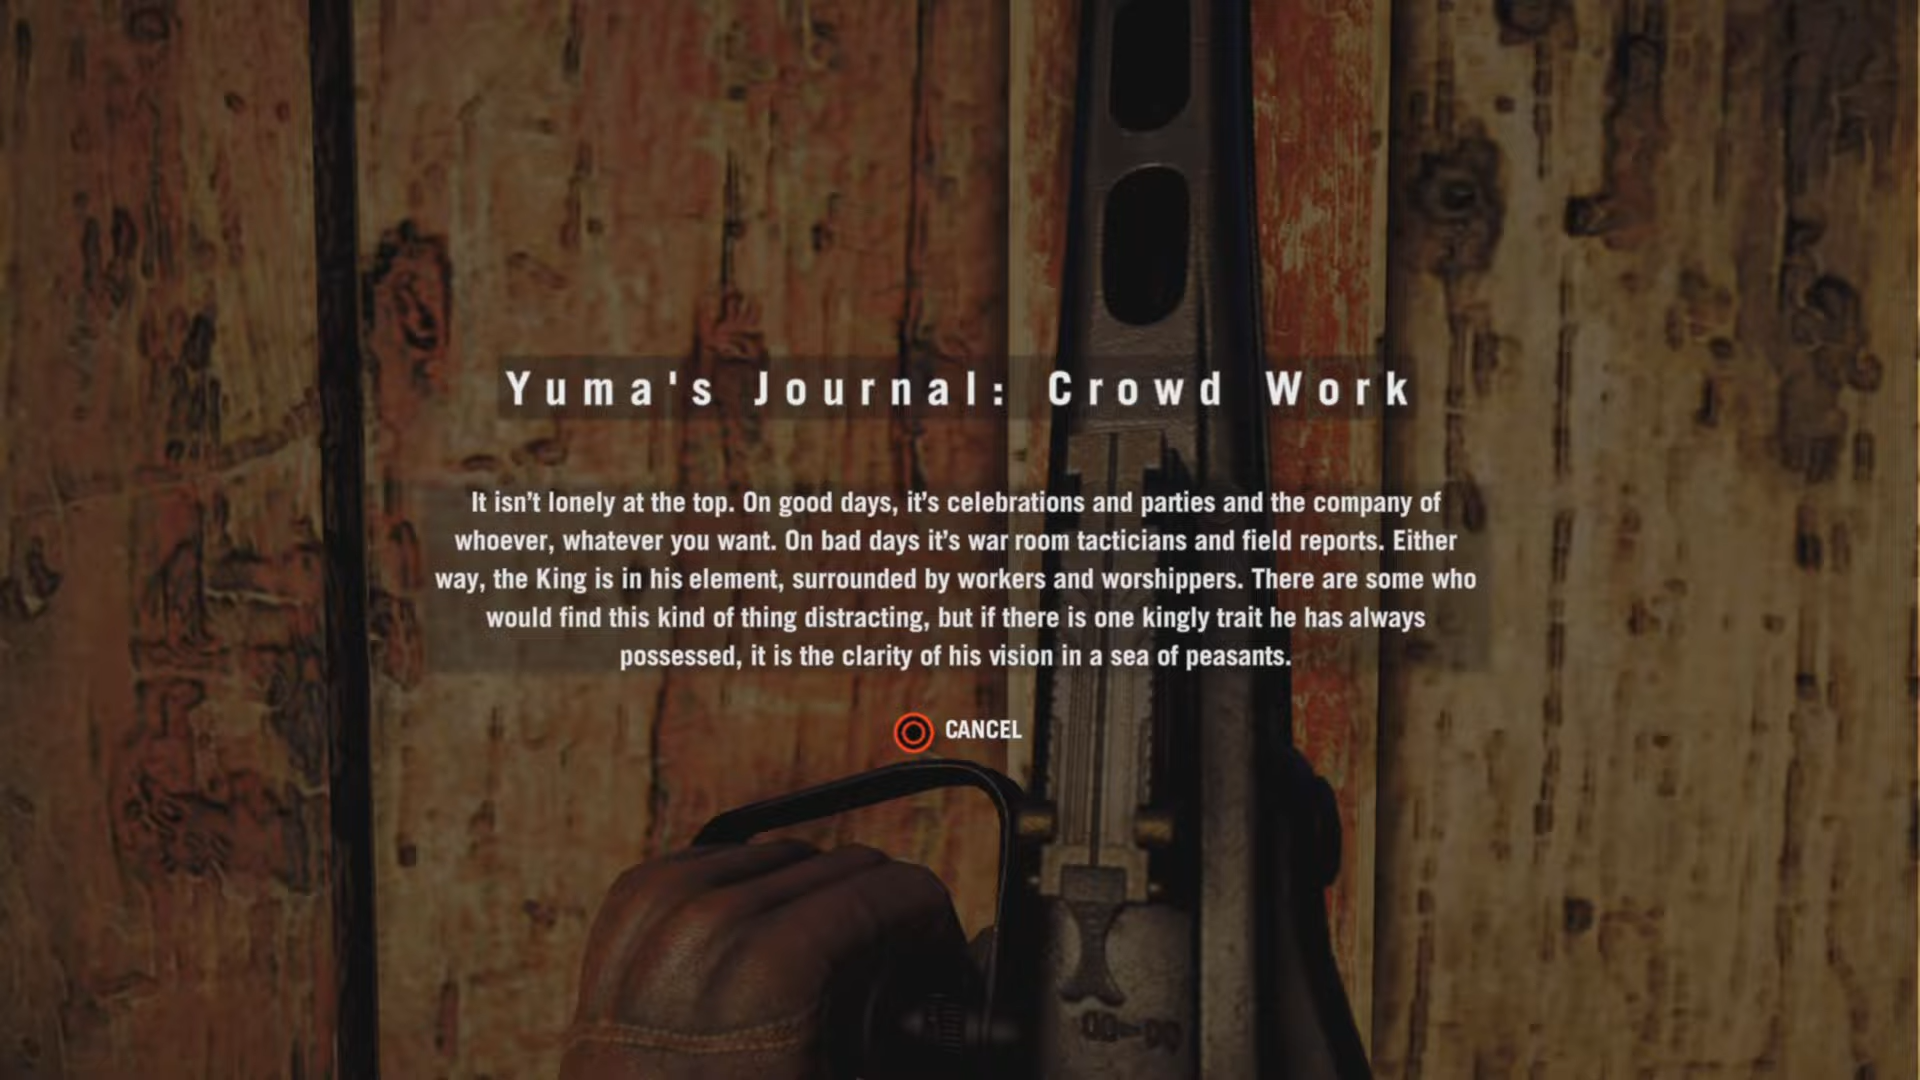 Yuma's Journal: Crowd Work
It isn’t lonely at the top. On good days, it’s celebrations and parties and the company of
whoever, whatever you want. On bad days it’s war room tacticians and field reports. Either
way, the King is in his element, surrounded by workers and worshippers. There are some who
would find this kind of thing distracting, but if there is one kingly trait he has always
possessed, it is the clarity of his vision in a sea of peasants.
CANCEL